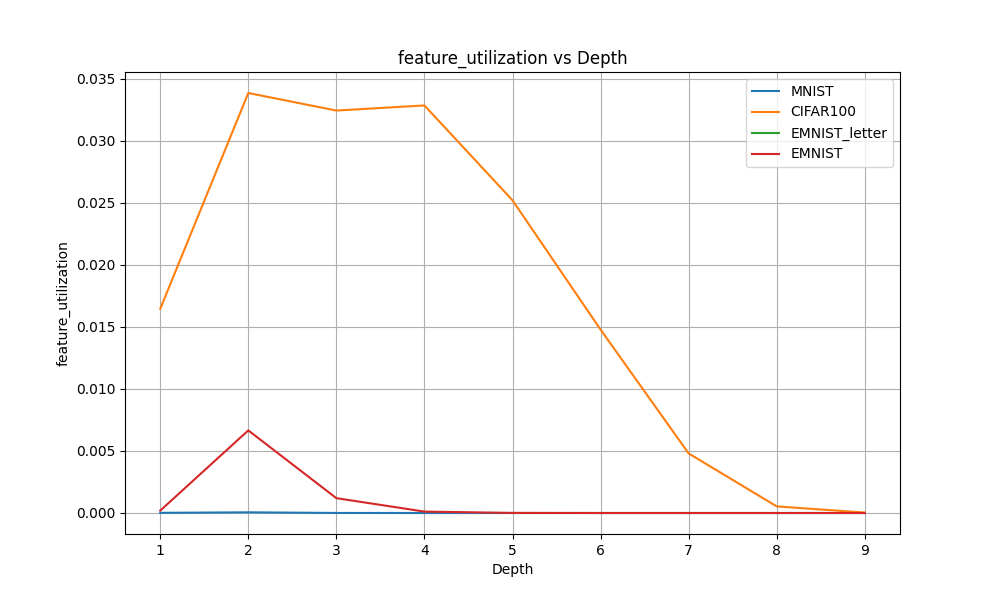 feature_utilization vs Depth
MNIST
CIFAR100
EMNIST_letter
EMNIST
0.035
0.030
0.025
0.020
0.015
0.010
0.005
0.000
feature_utilization
1 2 3 4 5 6 7 8 9
Depth